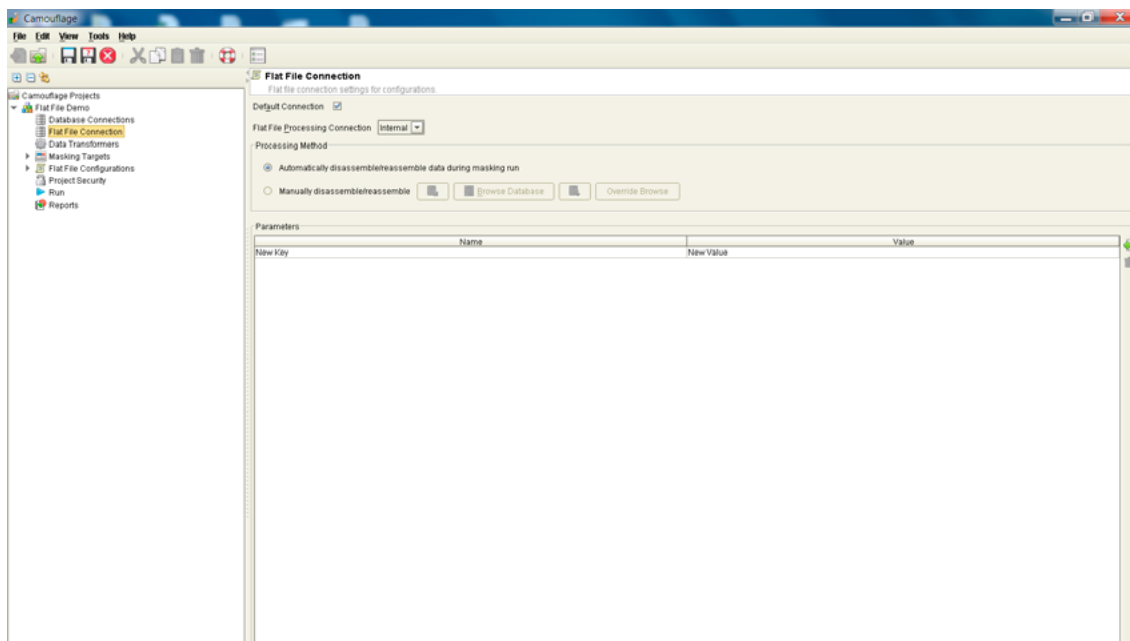 Camouflage
File Edit View Tools Help
Camouflage Projects
Flat File Demo
Database Connections
Flat File Connection
Data Transformers
Masking Targets
Flat File Configurations
Project Security
Run
Reports
Flat File Connection
Flat file connection settings for configurations.
Default Connection
Flat File Processing Connection Internal
Processing Method
Automatically disassemble/reassemble data during masking run
Manually disassemble/reassemble Browse Database Override Browse
Parameters
Name Value
New Key New Value